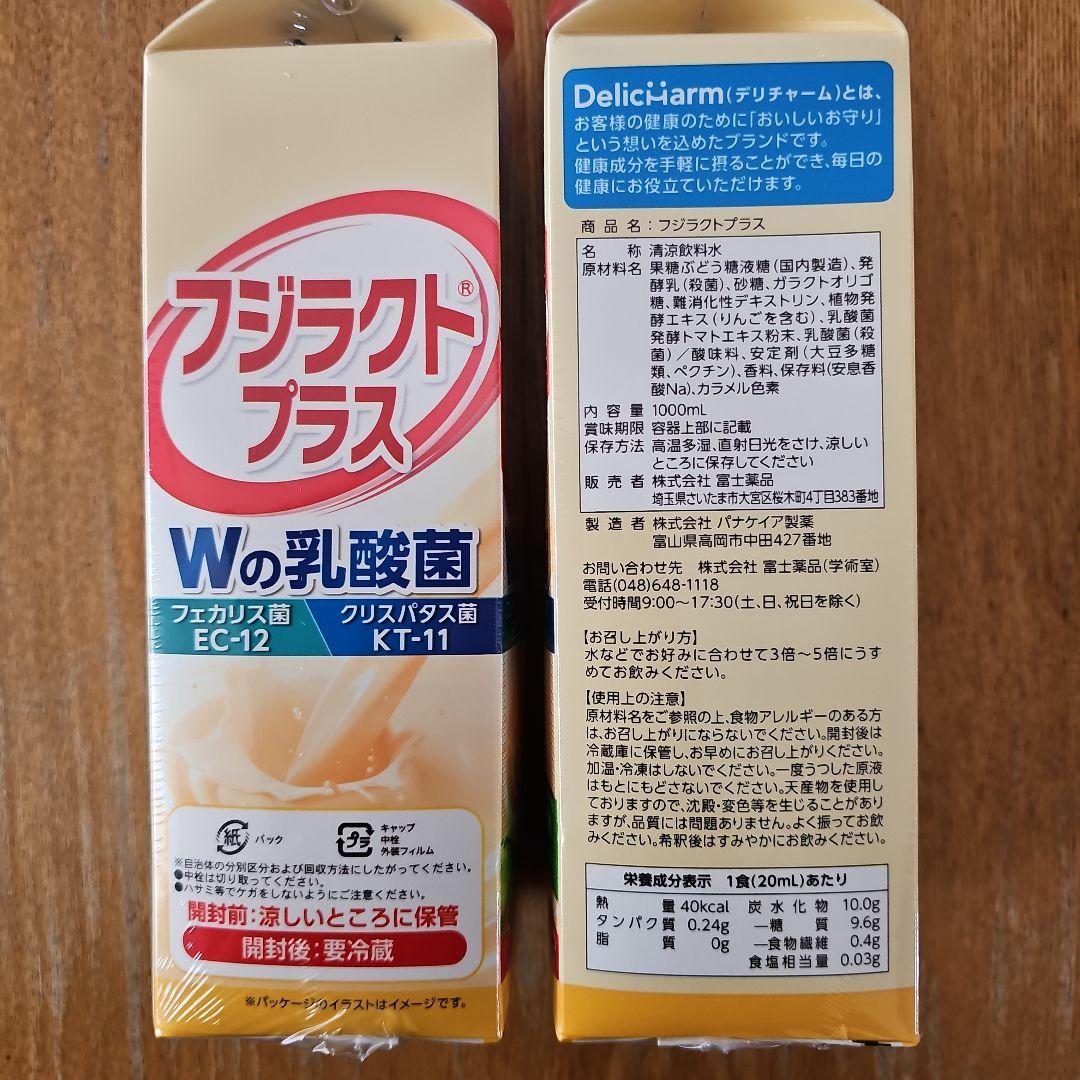 フジラクト®
プラス
Wの乳酸菌
フェカリス菌
EC-12
クリスパタス菌
KT-11
紙
パック
プラ
キャップ
中栓
外装フィルム
※自治体の分別区分および回収方法にしたがってください。
●中栓は切り取ってください。
●ハサミ等でケガをしないようにご注意ください。
開封前:涼しいところに保管
開封後:要冷蔵
※パッケージのイラストはイメージです。
DelicHarm(デリチャーム)とは、
お客様の健康のために「おいしいお守り」
という想いを込めたブランドです。
健康成分を手軽に摂ることができ、毎日の
健康にお役立ていただけます。
商品名:フジラクトプラス
名称 清涼飲料水
原材料名 果糖ぶどう糖液糖(国内製造)、発
酵乳(殺菌)、砂糖、ガラクトオリゴ
糖、難消化性デキストリン、植物発
酵エキス(りんごを含む)、乳酸菌
発酵トマトエキス粉末、乳酸菌(殺
菌)/酸味料、安定剤(大豆多糖
類、ペクチン)、香料、保存料(安息香
酸Na)、カラメル色素
内容量 1000mL
賞味期限 容器上部に記載
保存方法 高温多湿、直射日光をさけ、涼しい
ところに保存してください
販売者 株式会社 富士薬品
埼玉県さいたま市大宮区桜木町4丁目383番地
製造者 株式会社 パナケイア製薬
富山県高岡市中田427番地
お問い合わせ先 株式会社 富士薬品(学術室)
電話(048)648-1118
受付時間9:00〜17:30(土、日、祝日を除く)
【お召し上がり方】
水などでお好みに合わせて3倍〜5倍にうす
めてお飲みください。
【使用上の注意】
原材料名をご参照の上、食物アレルギーのある方
は、お召し上がりにならないでください。開封後は
冷蔵庫に保管し、お早めにお召し上がりください。
加温・冷凍はしないでください。一度うつした原液
はもとにもどさないでください。天産物を使用し
ておりますので、沈殿・変色等を生じることがあり
ますが、品質には問題ありません。よく振ってお飲
みください。希釈後はすみやかにお飲みください。
栄養成分表示 1食(20mL)あたり
熱量 40kcal 炭水化物 10.0g
タンパク質 0.24g ―糖質 9.6g
脂質 0g ―食物繊維 0.4g
食塩相当量 0.03g